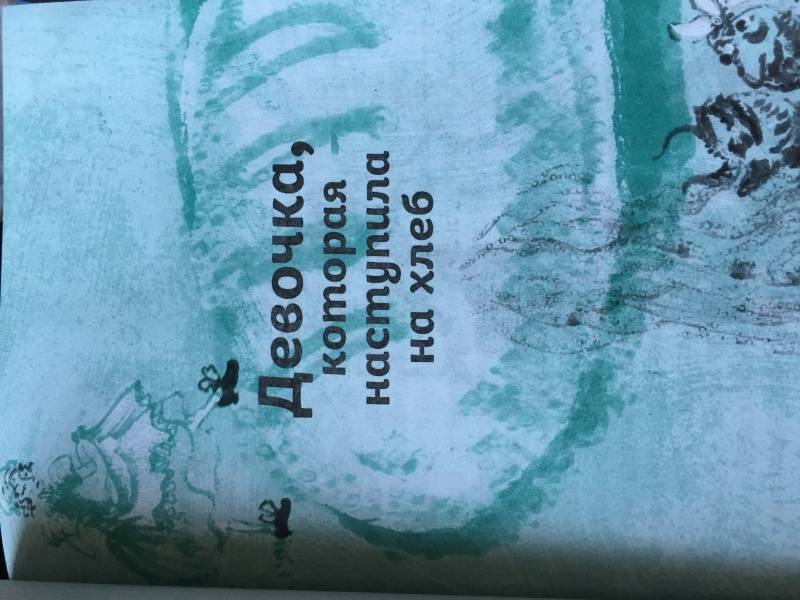 Девочка,
которая
наступила
на хлеб